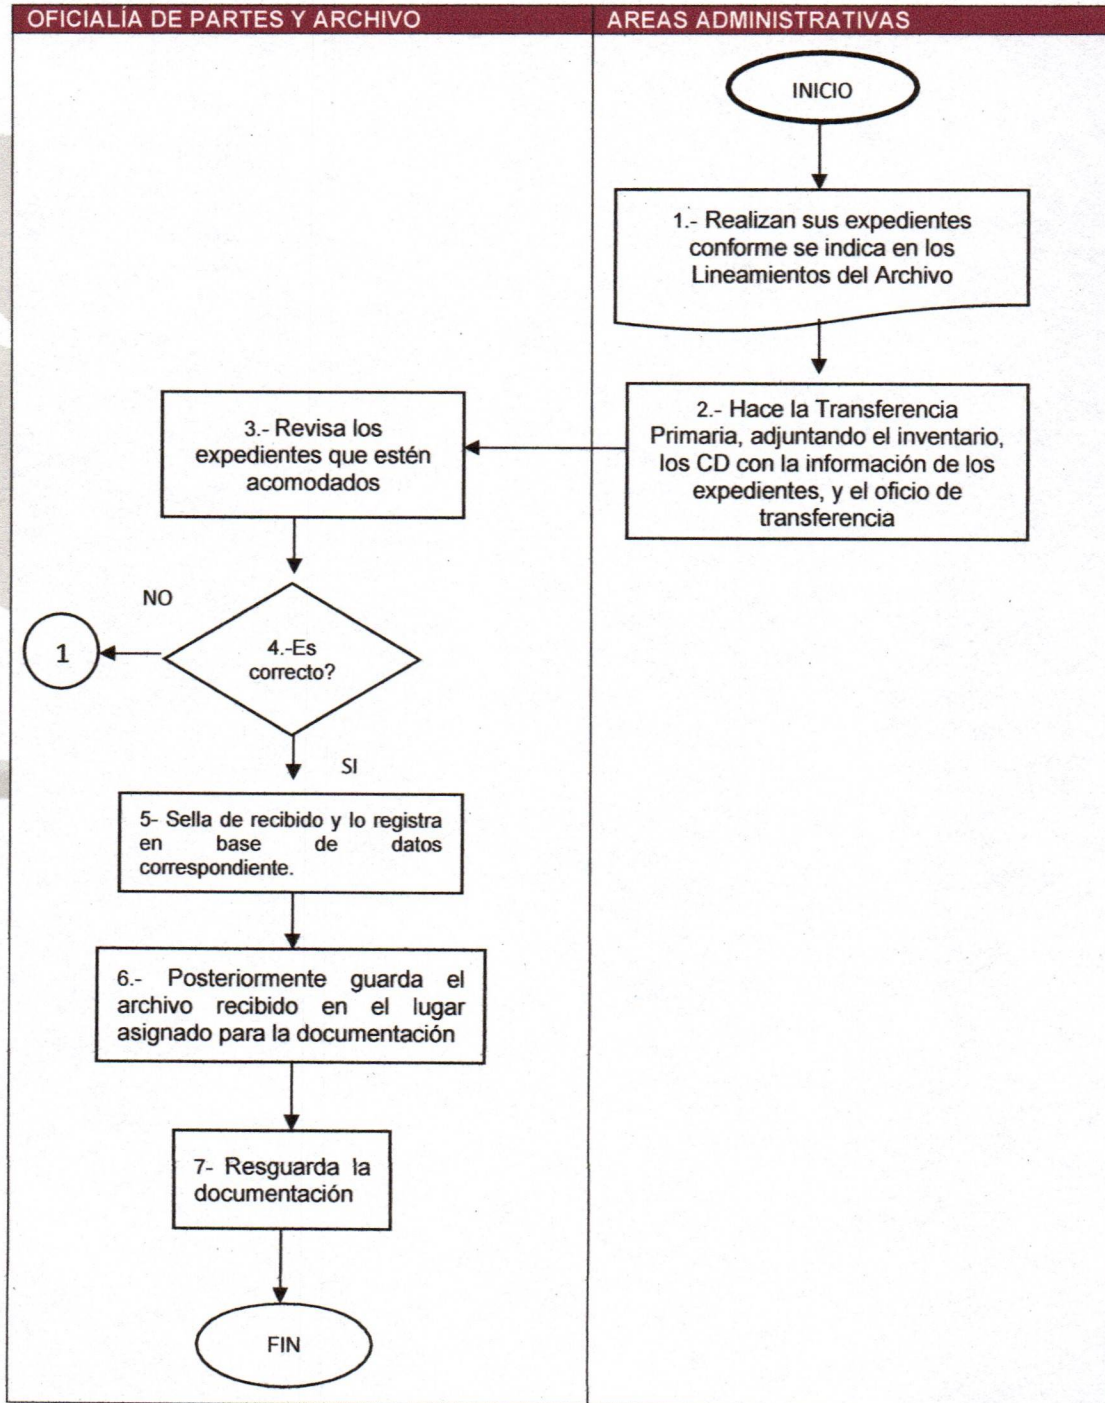 OFICIALÍA DE PARTES Y ARCHIVO
AREAS ADMINISTRATIVAS
INICIO
1.- Realizan sus expedientes
conforme se indica en los
Lineamientos del Archivo
2.- Hace la Transferencia
Primaria, adjuntando el inventario,
los CD con la información de los
expedientes, y el oficio de
transferencia
3.- Revisa los
expedientes que estén
acomodados
NO
1
4.-Es
correcto?
SI
5- Sella de recibido y lo registra
en base de datos
correspondiente.
6.- Posteriormente guarda el
archivo recibido en el lugar
asignado para la documentación
7- Resguarda la
documentación
FIN